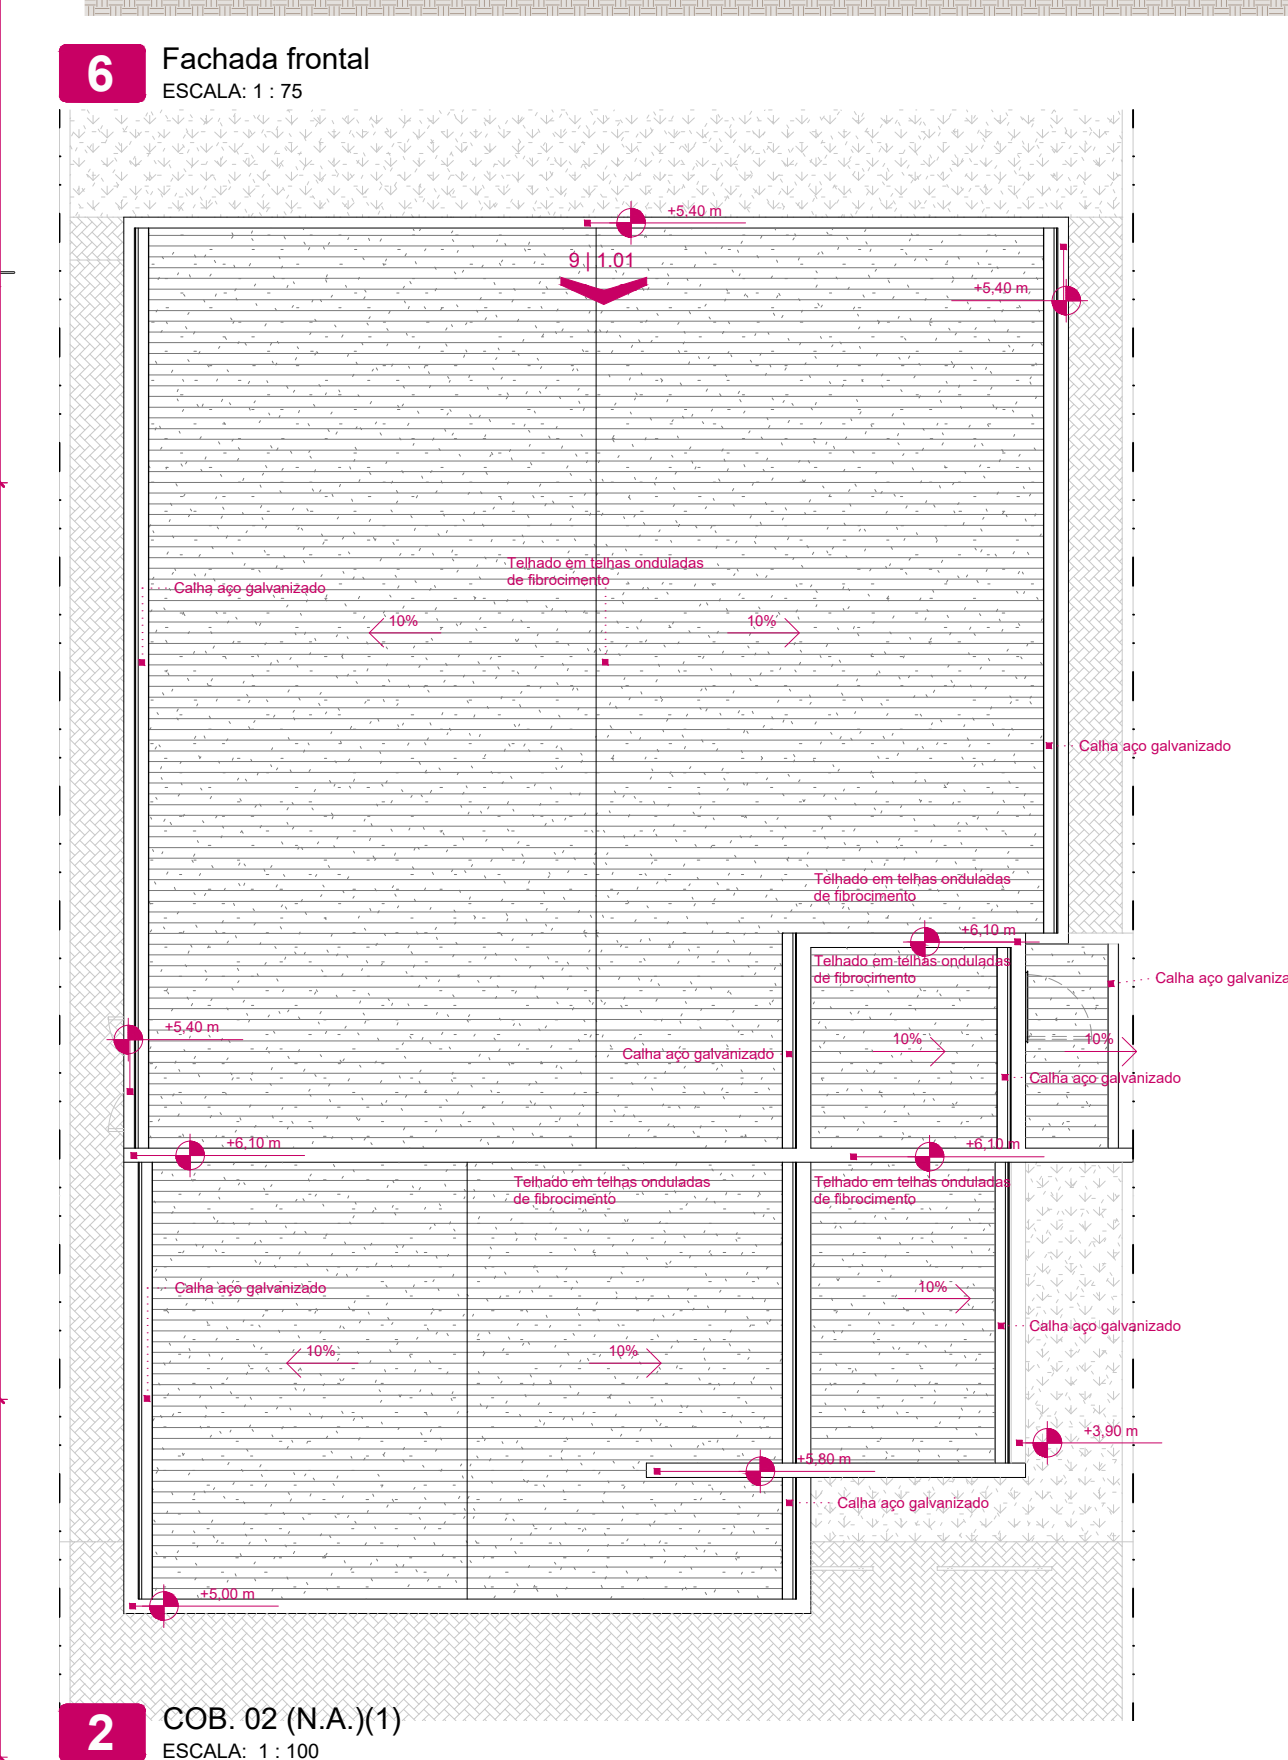 6
Fachada frontal
ESCALA: 1 : 75
+5,40 m
9 | 1.01
+5,40 m
Telhado em telhas onduladas
de fibrocimento
Calha aço galvanizado
10%
10%
Calha aço galvanizado
Telhado em telhas onduladas
de fibrocimento
+6,10 m
Telhado em telhas onduladas
de fibrocimento
Calha aço galvaniza
+5,40 m
10%
10%
Calha aço galvanizado
Calha aço galvanizado
+6,10 m
+6,10 m
Telhado em telhas onduladas
de fibrocimento
Telhado em telhas onduladas
de fibrocimento
Calha aço galvanizado
10%
Calha aço galvanizado
10%
10%
+3,90 m
+5,80 m
Calha aço galvanizado
+5,00 m
2
COB. 02 (N.A.)(1)
ESCALA: 1 : 100